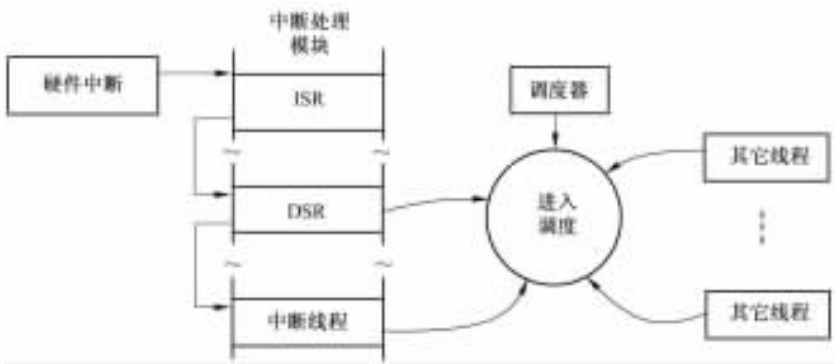 中断处理
模块
硬件中断
ISR
调度器
其它线程
DSR
进入
调度
中断线程
其它线程